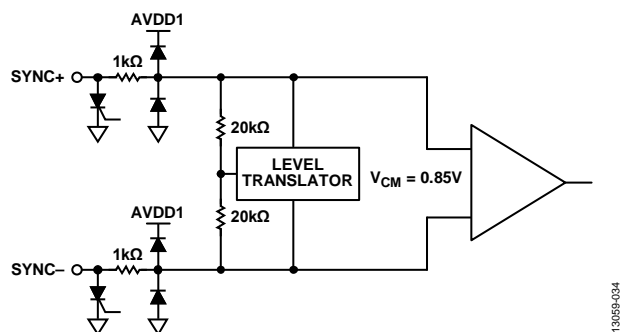 AVDD1
1kΩ
SYNC+
20kΩ
LEVEL
TRANSLATOR
VCM = 0.85V
20kΩ
AVDD1
1kΩ
SYNC–
13059-034